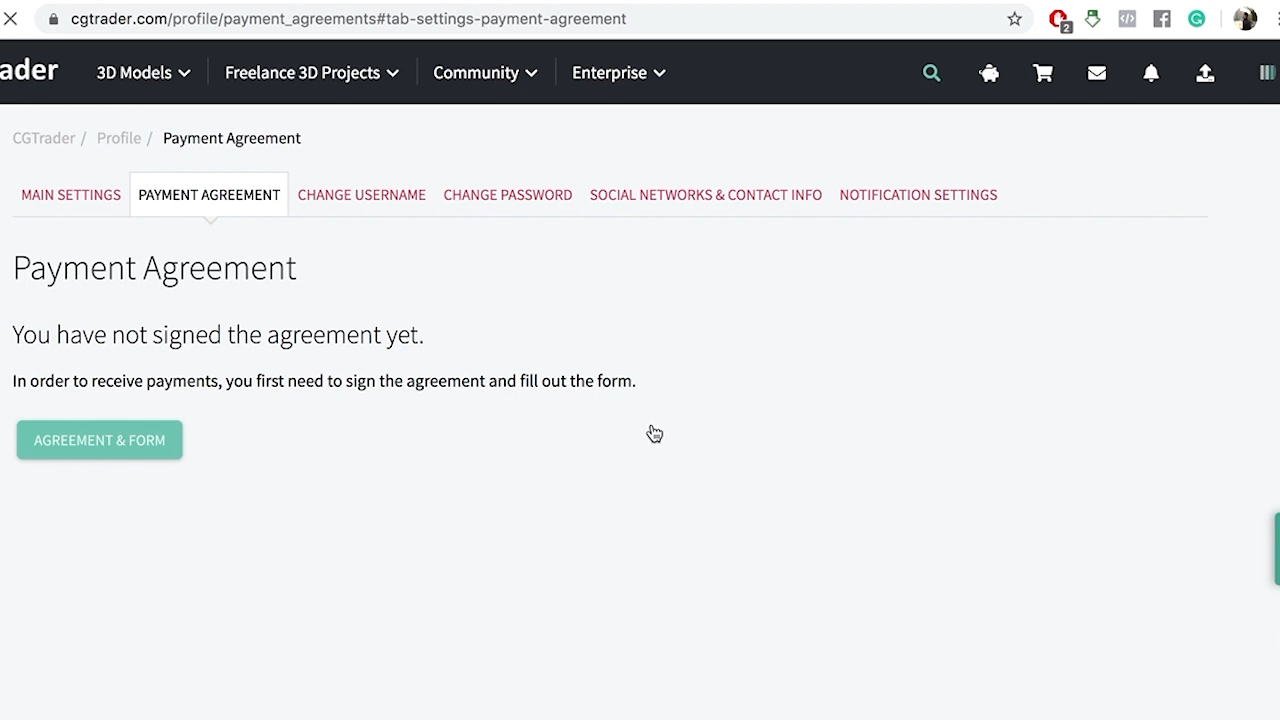 cgtrader.com/profile/payment_agreements#tab-settings-payment-agreement
2
ader 3D Models Freelance 3D Projects Community Enterprise
CGTrader / Profile / Payment Agreement
MAIN SETTINGS PAYMENT AGREEMENT CHANGE USERNAME CHANGE PASSWORD SOCIAL NETWORKS & CONTACT INFO NOTIFICATION SETTINGS
Payment Agreement
You have not signed the agreement yet.
In order to receive payments, you first need to sign the agreement and fill out the form.
AGREEMENT & FORM